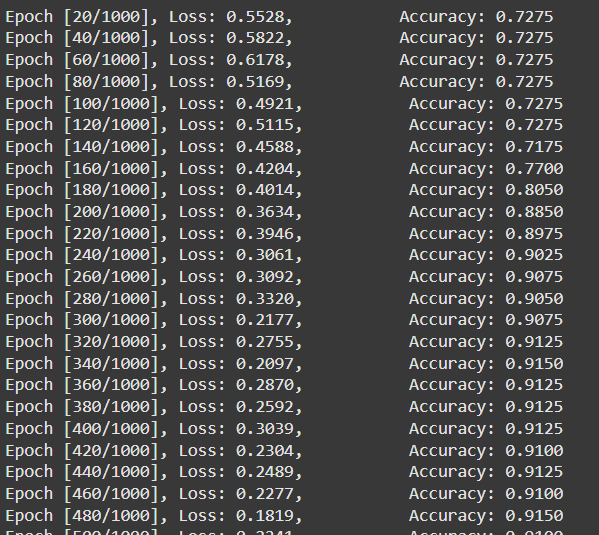 Epoch [20/1000], Loss: 0.5528, Accuracy: 0.7275
Epoch [40/1000], Loss: 0.5822, Accuracy: 0.7275
Epoch [60/1000], Loss: 0.6178, Accuracy: 0.7275
Epoch [80/1000], Loss: 0.5169, Accuracy: 0.7275
Epoch [100/1000], Loss: 0.4921, Accuracy: 0.7275
Epoch [120/1000], Loss: 0.5115, Accuracy: 0.7275
Epoch [140/1000], Loss: 0.4588, Accuracy: 0.7175
Epoch [160/1000], Loss: 0.4204, Accuracy: 0.7700
Epoch [180/1000], Loss: 0.4014, Accuracy: 0.8050
Epoch [200/1000], Loss: 0.3634, Accuracy: 0.8850
Epoch [220/1000], Loss: 0.3946, Accuracy: 0.8975
Epoch [240/1000], Loss: 0.3061, Accuracy: 0.9025
Epoch [260/1000], Loss: 0.3092, Accuracy: 0.9075
Epoch [280/1000], Loss: 0.3320, Accuracy: 0.9050
Epoch [300/1000], Loss: 0.2177, Accuracy: 0.9075
Epoch [320/1000], Loss: 0.2755, Accuracy: 0.9125
Epoch [340/1000], Loss: 0.2097, Accuracy: 0.9150
Epoch [360/1000], Loss: 0.2870, Accuracy: 0.9125
Epoch [380/1000], Loss: 0.2592, Accuracy: 0.9125
Epoch [400/1000], Loss: 0.3039, Accuracy: 0.9125
Epoch [420/1000], Loss: 0.2304, Accuracy: 0.9100
Epoch [440/1000], Loss: 0.2489, Accuracy: 0.9125
Epoch [460/1000], Loss: 0.2277, Accuracy: 0.9100
Epoch [480/1000], Loss: 0.1819, Accuracy: 0.9150
Epoch [500/1000], Loss: Accuracy: